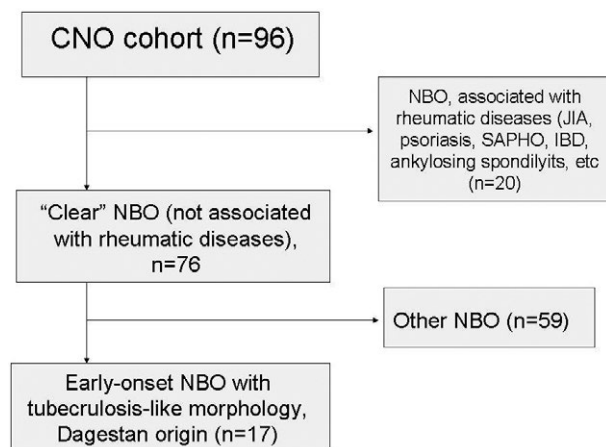 CNO cohort (n=96)
NBO, associated with
rheumatic diseases (JIA,
psoriasis, SAPHO, IBD,
ankylosing spondilyits, etc
(n=20)
“Clear” NBO (not associated
with rheumatic diseases),
n=76
Other NBO (n=59)
Early-onset NBO with
tubecrulosis-like morphology,
Dagestan origin (n=17)